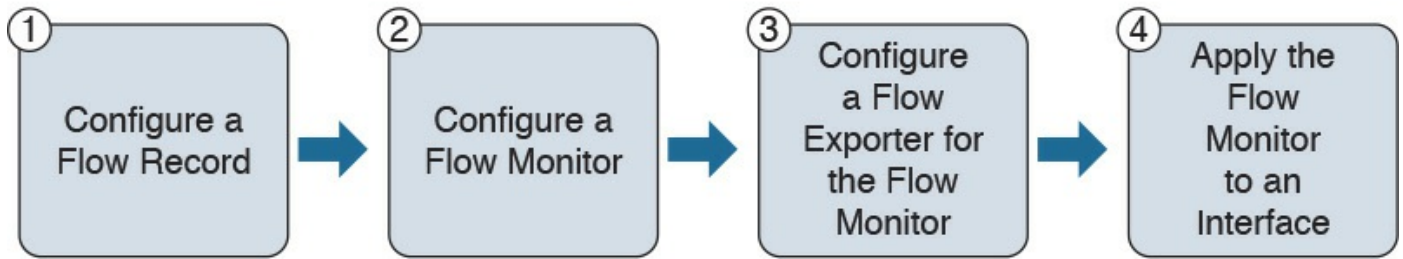 1
Configure a
Flow Record
2
Configure a
Flow Monitor
3
Configure
a Flow
Exporter for
the Flow
Monitor
4
Apply the
Flow
Monitor
to an
Interface